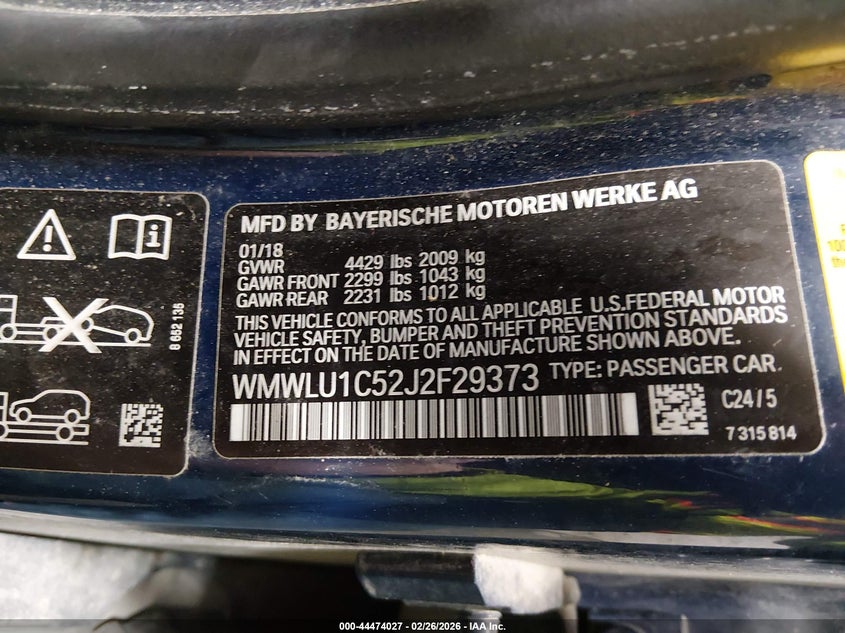 MFD BY BAYERISCHE MOTOREN WERKE AG
01/18
GVWR 4429 lbs 2009 kg
GAWR FRONT 2299 lbs 1043 kg
GAWR REAR 2231 lbs 1012 kg
THIS VEHICLE CONFORMS TO ALL APPLICABLE U.S.FEDERAL MOTOR
VEHICLE SAFETY, BUMPER AND THEFT PREVENTION STANDARDS
IN EFFECT ON THE DATE OF MANUFACTURE SHOWN ABOVE.
WMWLU1C52J2F29373 TYPE: PASSENGER CAR
C24/5
7 315 814
8 652 135
000-44474027 | 02/26/2026 - IAA Inc.